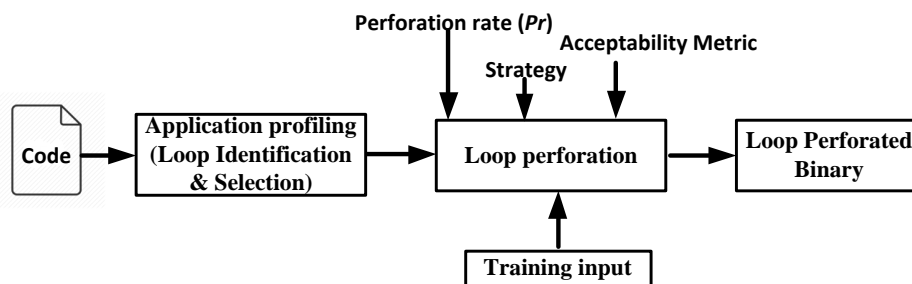 Perforation rate (Pr)
Acceptability Metric
Strategy
Code
Application profiling
(Loop Identification
& Selection)
Loop perforation
Loop Perforated
Binary
Training input